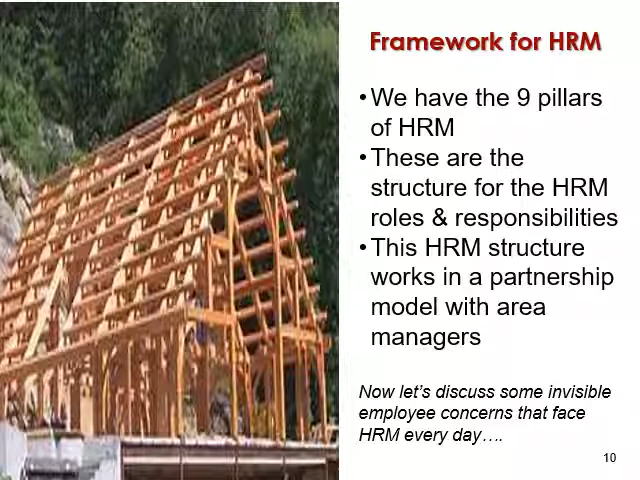 Framework for HRM
• We have the 9 pillars
of HRM
• These are the
structure for the HRM
roles & responsibilities
• This HRM structure
works in a partnership
model with area
managers
Now let’s discuss some invisible
employee concerns that face
HRM every day….
10